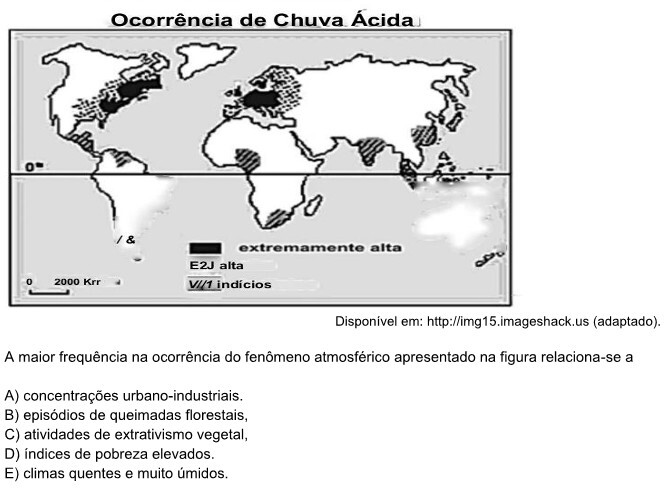 Ocorrência de Chuva Ácida
0º
/ &
extremamente alta
E2J alta
V//1 indícios
0 2000 Krr
Disponível em: http://img15.imageshack.us (adaptado).
A maior frequência na ocorrência do fenômeno atmosférico apresentado na figura relaciona-se a
A) concentrações urbano-industriais.
B) episódios de queimadas florestais,
C) atividades de extrativismo vegetal,
D) índices de pobreza elevados.
E) climas quentes e muito úmidos.